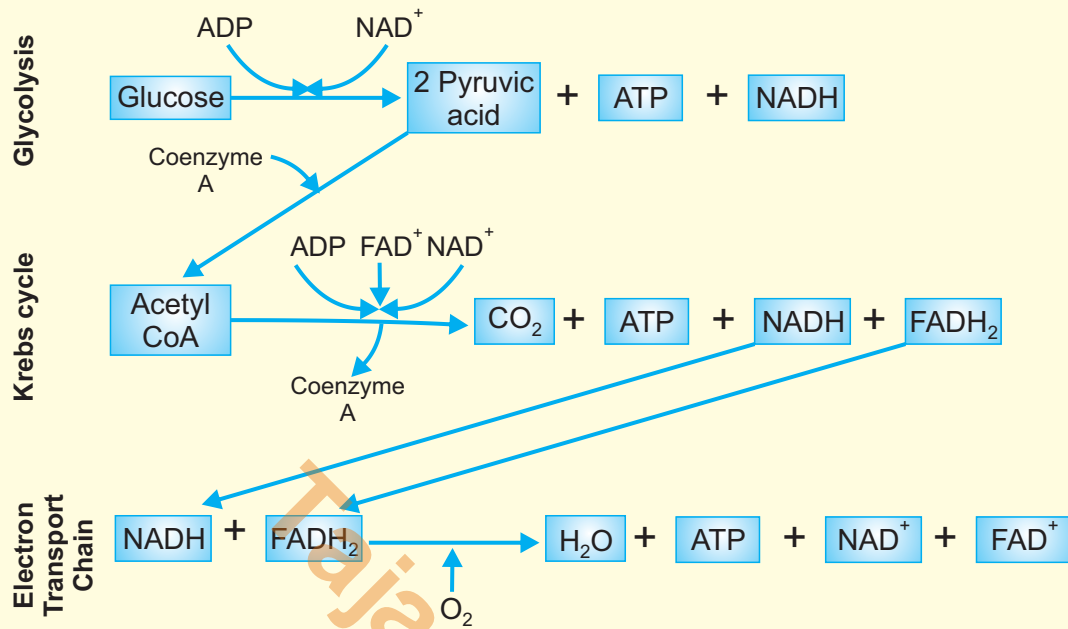 Glycolysis
ADP NAD⁺
Glucose 2 Pyruvic acid + ATP + NADH
Coenzyme
A
Krebs cycle
ADP FAD⁺ NAD⁺
Acetyl CoA CO₂ + ATP + NADH + FADH₂
Coenzyme
A
Electron
Transport
Chain
NADH + FADH₂ H₂O + ATP + NAD⁺ + FAD⁺
O₂
Taja